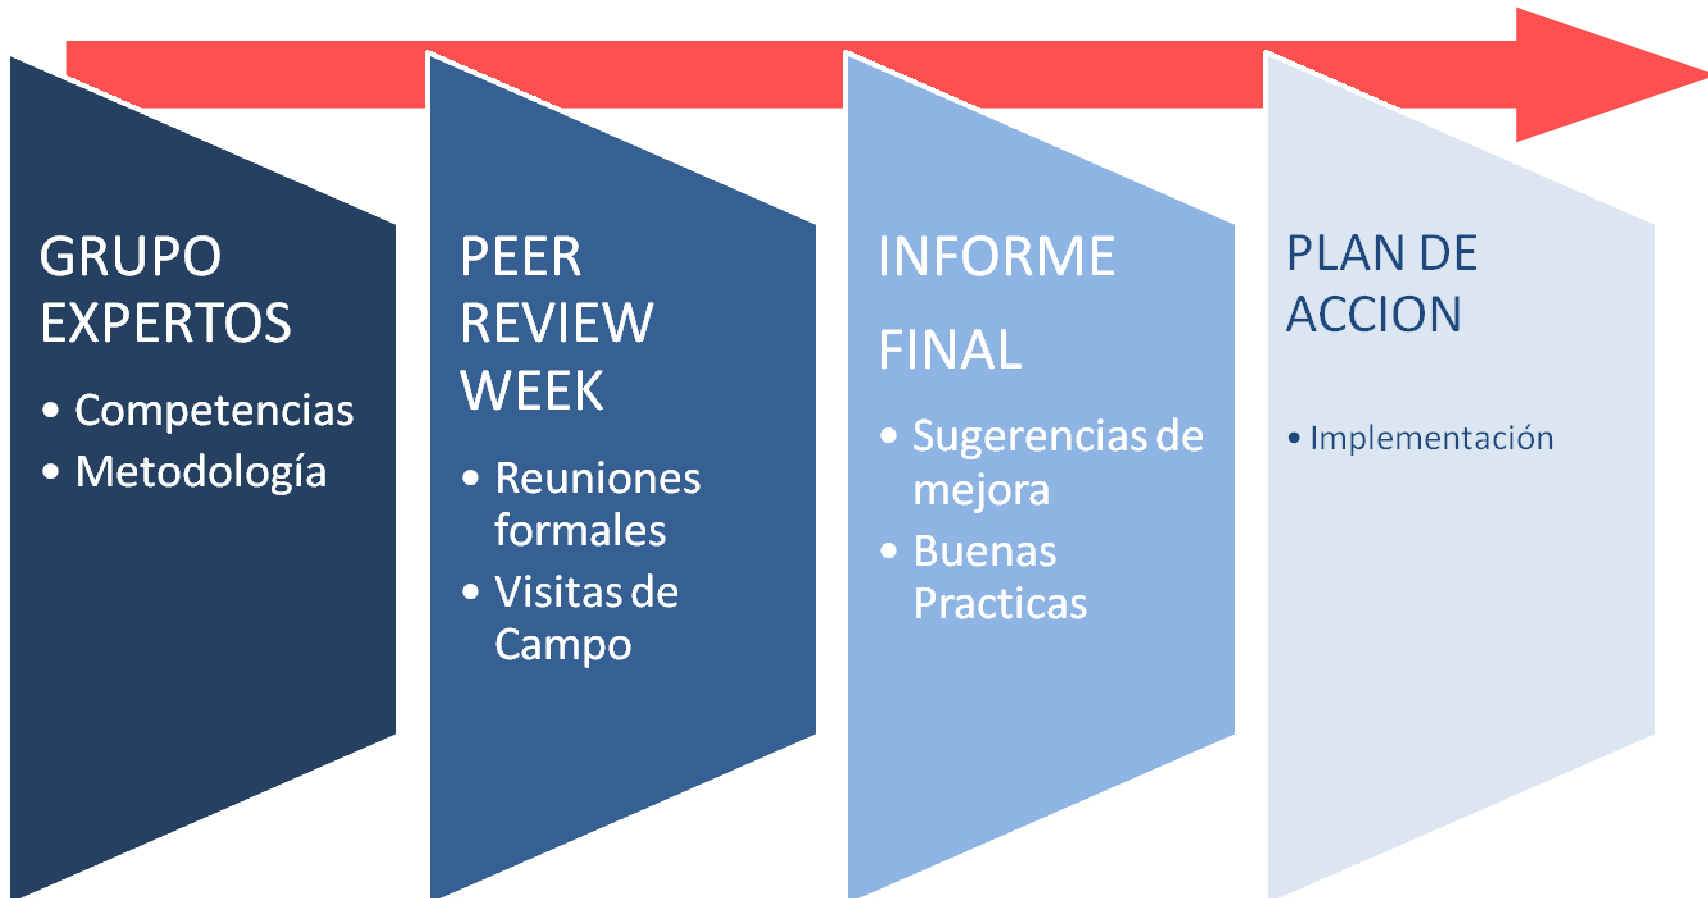 GRUPO
EXPERTOS
• Competencias
• Metodología
PEER
REVIEW
WEEK
• Reuniones
formales
• Visitas de
Campo
INFORME
FINAL
• Sugerencias de
mejora
• Buenas
Practicas
PLAN DE
ACCION
• Implementación